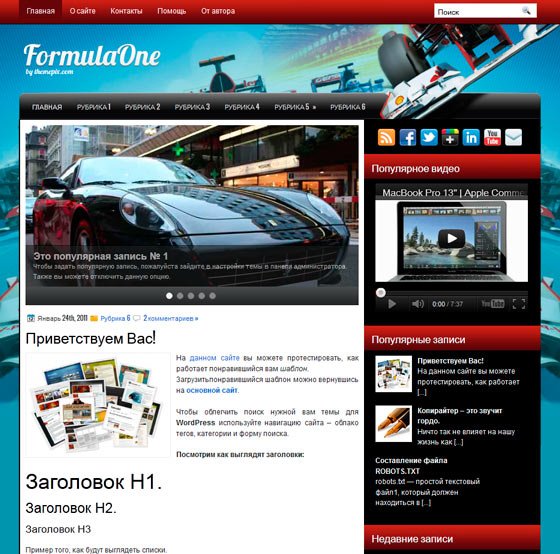 Главная О сайте Контакты Помощь От автора
Поиск
FormulaOne
by themepix.com
ГЛАВНАЯ РУБРИКА 1 РУБРИКА 2 РУБРИКА 3 РУБРИКА 4 РУБРИКА 5 » РУБРИКА 6
Это популярная запись № 1
Чтобы задать популярную запись, пожалуйста зайдите в настройки темы в панели администратора.
Также вы можете отключить данную опцию.
Январь 24th, 2011 Рубрика 6 2 комментариев »
Приветствуем Вас!
На данном сайте вы можете протестировать, как
работает понравившийся вам шаблон.
Загрузитьпонравившийся шаблон можно вернувшись
на основной сайт.
Чтобы облегчить поиск нужной вам темы для
WordPress используйте навигацию сайта – облако
тегов, категории и форму поиска.
Посмотрим как выглядят заголовки:
Заголовок H1.
Заголовок H2.
Заголовок H3
Пример того, как будут выглядеть списки.
You Tube
Популярное видео
MacBook Pro 13" | Apple Commc
0:00 / 7:37 YouTube
Популярные записи
Приветствуем Вас!
На данном сайте вы можете
протестировать, как работает
[...]
Копирайтер – это звучит
гордо.
Ничто так не влияет на нашу
жизнь как [...]
Составление файла
ROBOTS.TXT
robots.txt — простой текстовый
файл1, который должен
находиться в [...]
Недавние записи